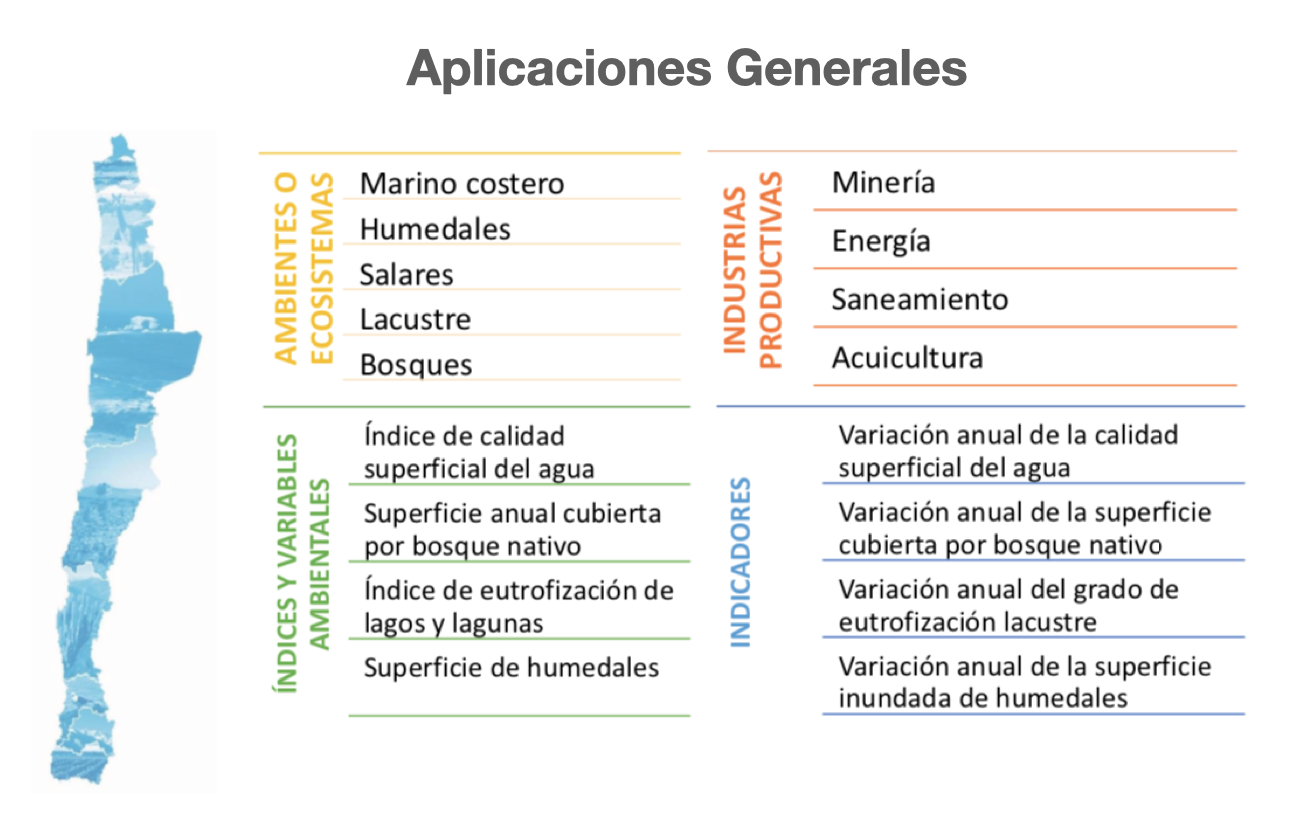 Aplicaciones Generales
AMBIENTES O
ECOSISTEMAS
Marino costero
Humedales
Salares
Lacustre
Bosques
INDUSTRIAS
PRODUCTIVAS
Minería
Energía
Saneamiento
Acuicultura
ÍNDICES Y VARIABLES
AMBIENTALES
Índice de calidad
superficial del agua
Superficie anual cubierta
por bosque nativo
Índice de eutrofización de
lagos y lagunas
Superficie de humedales
INDICADORES
Variación anual de la calidad
superficial del agua
Variación anual de la superficie
cubierta por bosque nativo
Variación anual del grado de
eutrofización lacustre
Variación anual de la superficie
inundada de humedales